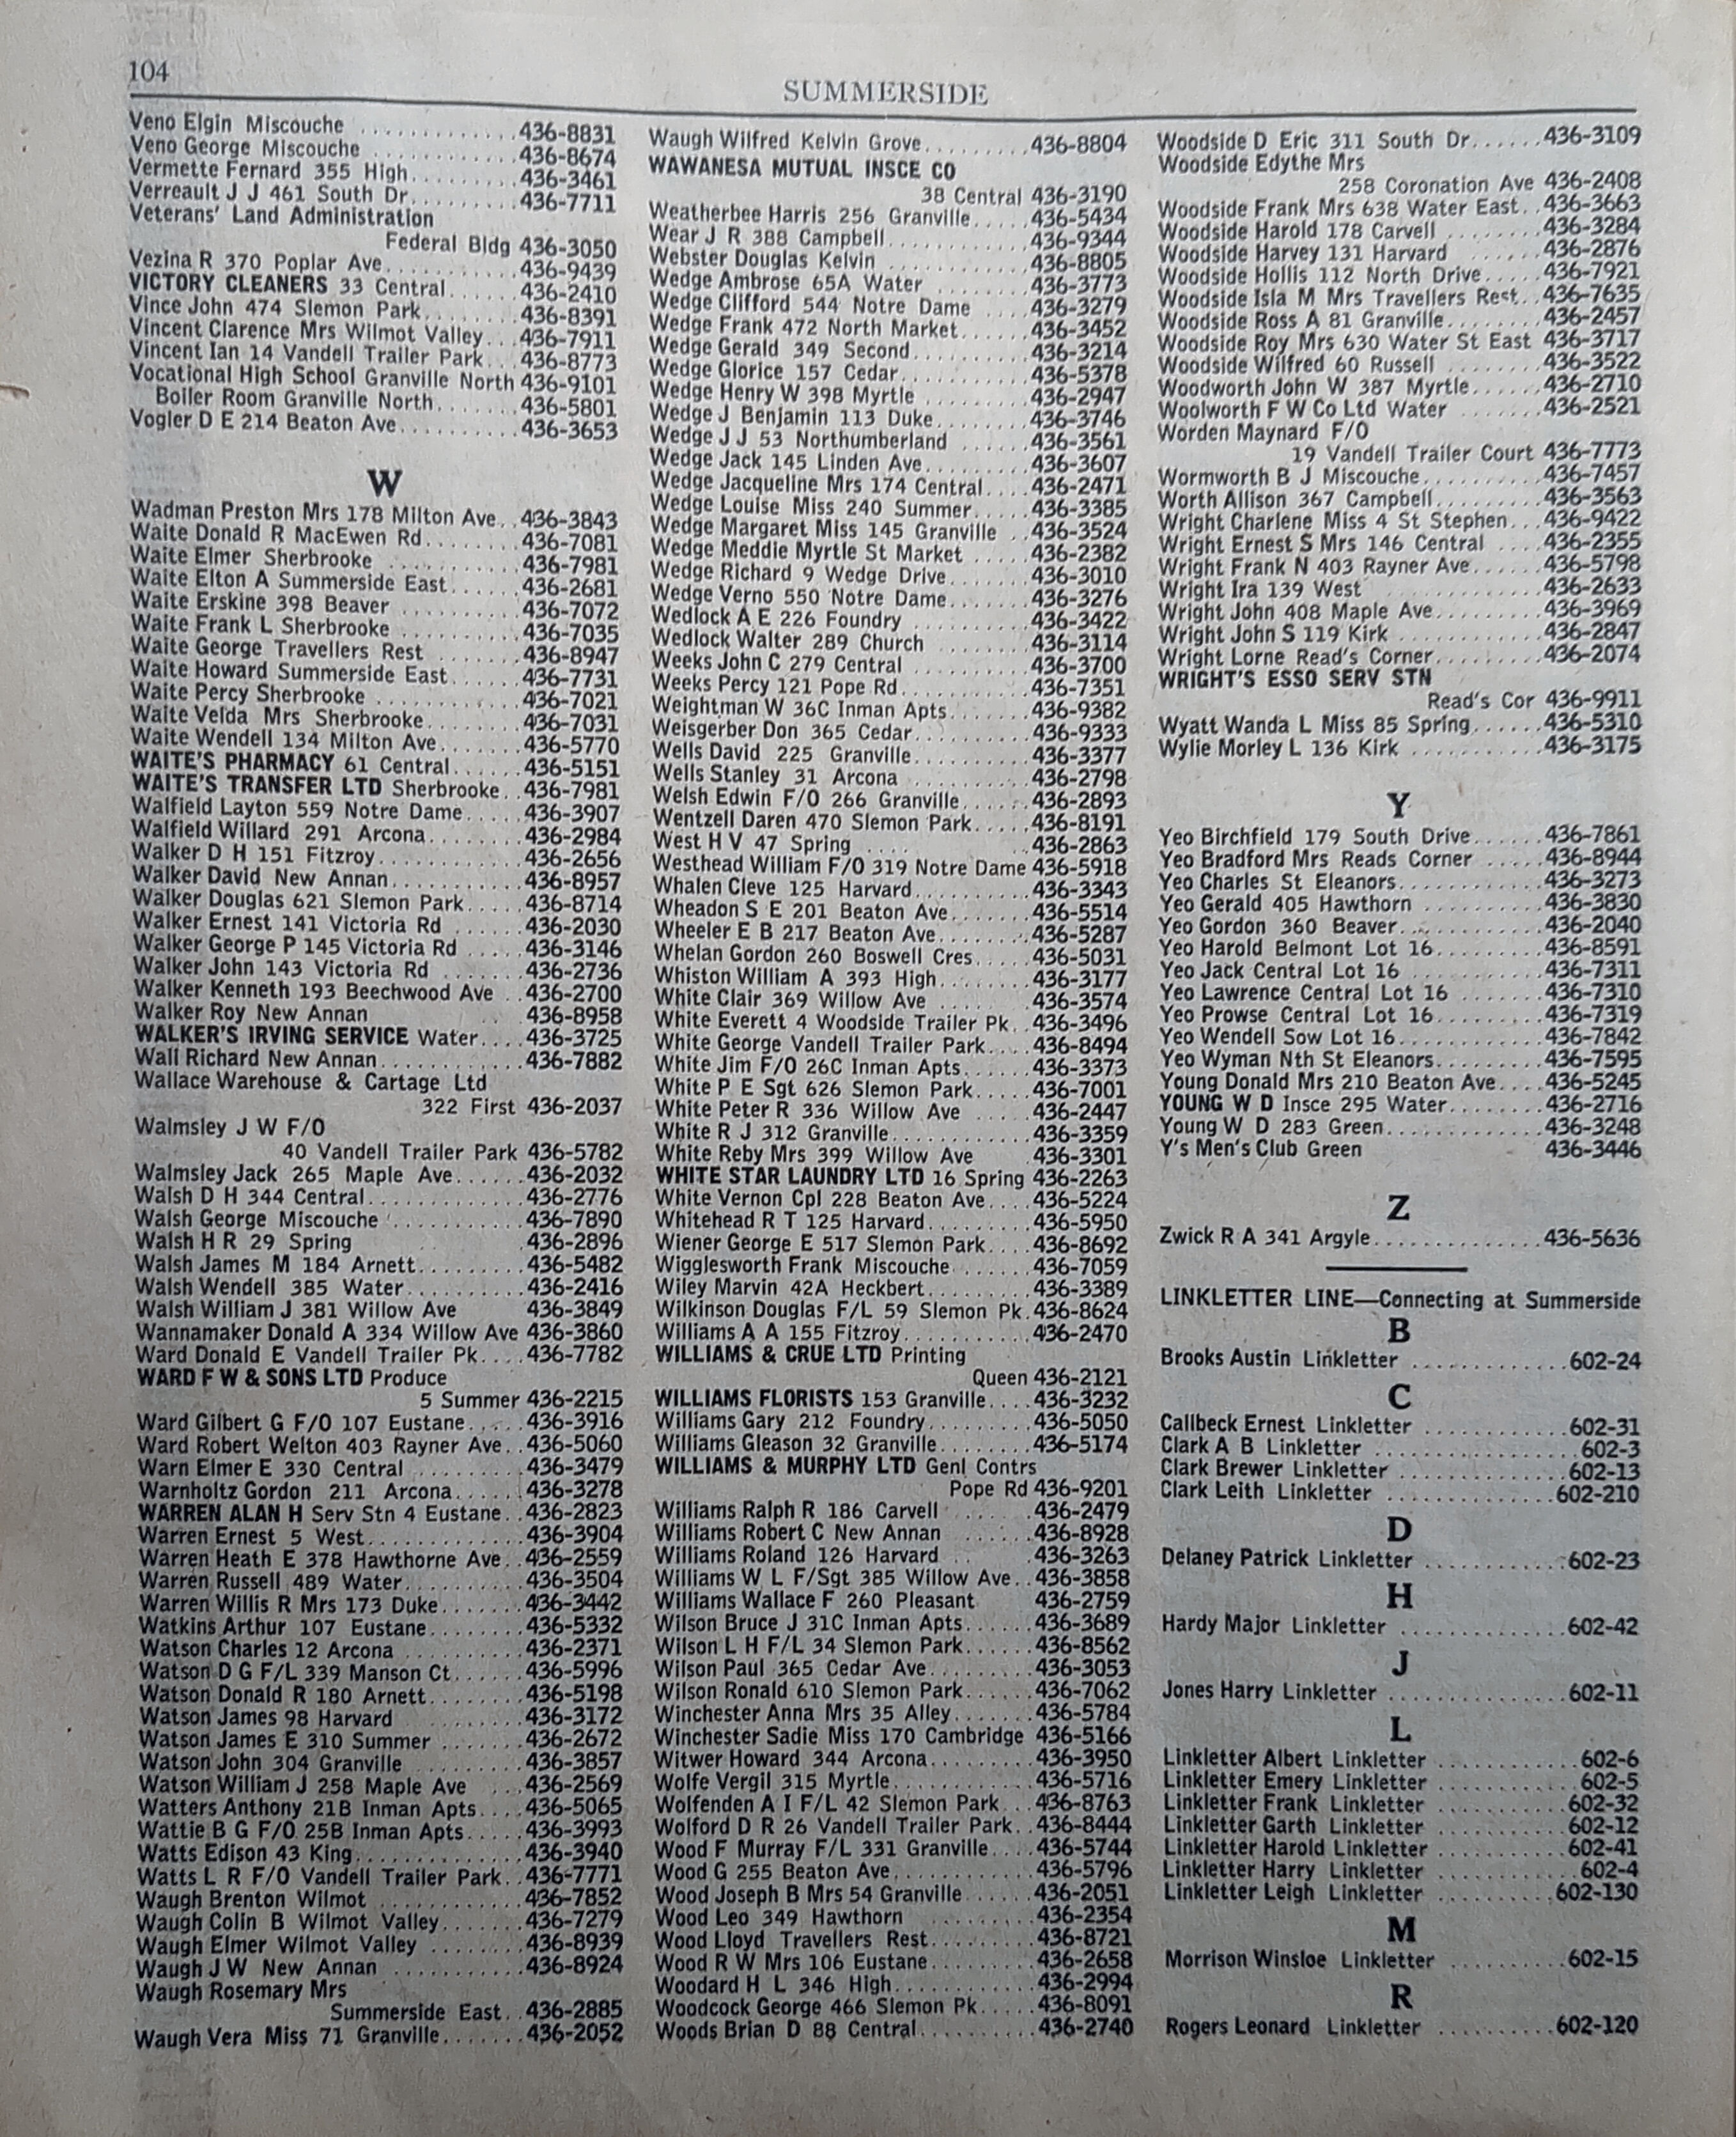 104
SUMMERSIDE
Veno Elgin Miscouche ............. 436-8831
Veno George Miscouche ............ 436-8674
Vermette Fernard 355 High......... 436-3461
Verreault J J 461 South Dr......... 436-7711
Veterans' Land Administration
Federal Bldg 436-3050
Vezina R 370 Poplar Ave............ 436-9439
VICTORY CLEANERS 33 Central...... 436-2410
Vince John 474 Slemon Park........ 436-8391
Vincent Clarence Mrs Wilmot Valley... 436-7911
Vincent Ian 14 Vandell Trailer Park... 436-8773
Vocational High School Granville North 436-9101
Boiler Room Granville North....... 436-5801
Vogler D E 214 Beaton Ave.......... 436-3653
W
Wadman Preston Mrs 178 Milton Ave.. 436-3843
Waite Donald R MacEwen Rd........ 436-7081
Waite Elmer Sherbrooke ............ 436-7981
Waite Elton A Summerside East...... 436-2681
Waite Erskine 398 Beaver .......... 436-7072
Waite Frank L Sherbrooke .......... 436-7035
Waite George Travellers Rest ....... 436-8947
Waite Howard Summerside East...... 436-7731
Waite Percy Sherbrooke ............ 436-7021
Waite Velda Mrs Sherbrooke........ 436-7031
Waite Wendell 134 Milton Ave....... 436-5770
WAITE'S PHARMACY 61 Central...... 436-5151
WAITE'S TRANSFER LTD Sherbrooke.. 436-7981
Walfield Layton 559 Notre Dame..... 436-3907
Walfield Willard 291 Arcona........ 436-2984
Walker D H 151 Fitzroy............ 436-2656
Walker David New Annan.......... 436-8957
Walker Douglas 621 Slemon Park..... 436-8714
Walker Ernest 141 Victoria Rd ...... 436-2030
Walker George P 145 Victoria Rd ..... 436-3146
Walker John 143 Victoria Rd ....... 436-2736
Walker Kenneth 193 Beechwood Ave .. 436-2700
Walker Roy New Annan 436-8958
WALKER'S IRVING SERVICE Water.... 436-3725
Wall Richard New Annan........... 436-7882
Wallace Warehouse & Cartage Ltd
322 First 436-2037
Walmsley J W F/O
40 Vandell Trailer Park 436-5782
Walmsley Jack 265 Maple Ave...... 436-2032
Walsh D H 344 Central............ 436-2776
Walsh George Miscouche .......... 436-7890
Walsh H R 29 Spring 436-2896
Walsh James M 184 Arnett......... 436-5482
Walsh Wendell 385 Water.......... 436-2416
Walsh William J 381 Willow Ave 436-3849
Wannamaker Donald A 334 Willow Ave 436-3860
Ward Donald E Vandell Trailer Pk.... 436-7782
WARD F W & SONS LTD Produce
5 Summer 436-2215
Ward Gilbert G F/O 107 Eustane..... 436-3916
Ward Robert Welton 403 Rayner Ave.. 436-5060
Warn Elmer E 330 Central ......... 436-3479
Warnholtz Gordon 211 Arcona...... 436-3278
WARREN ALAN H Serv Stn 4 Eustane.. 436-2823
Warren Ernest 5 West............. 436-3904
Warren Heath E 378 Hawthorne Ave.. 436-2559
Warren Russell 489 Water.......... 436-3504
Warren Willis R Mrs 173 Duke....... 436-3442
Watkins Arthur 107 Eustane........ 436-5332
Watson Charles 12 Arcona .......... 436-2371
Watson D G F/L 339 Manson Ct...... 436-5996
Watson Donald R 180 Arnett........ 436-5198
Watson James 98 Harvard ........ 436-3172
Watson James E 310 Summer ....... 436-2672
Watson John 304 Granville ......... 436-3857
Watson William J 258 Maple Ave ... 436-2569
Watters Anthony 21B Inman Apts.... 436-5065
Wattie B G F/O 25B Inman Apts..... 436-3993
Watts Edison 43 King.............. 436-3940
Watts L R F/O Vandell Trailer Park.. 436-7771
Waugh Brenton Wilmot ............ 436-7852
Waugh Colin B Wilmot Valley....... 436-7279
Waugh Elmer Wilmot Valley ........ 436-8939
Waugh J W New Annan ........... 436-8924
Waugh Rosemary Mrs
Summerside East.. 436-2885
Waugh Vera Miss 71 Granville....... 436-2052
Waugh Wilfred Kelvin Grove......... 436-8804
WAWANESA MUTUAL INSCE CO
38 Central 436-3190
Weatherbee Harris 256 Granville..... 436-5434
Wear J R 388 Campbell............ 436-9344
Webster Douglas Kelvin ............ 436-8805
Wedge Ambrose 65A Water ........ 436-3773
Wedge Clifford 544 Notre Dame .... 436-3279
Wedge Frank 472 North Market...... 436-3452
Wedge Gerald 349 Second.......... 436-3214
Wedge Glorice 157 Cedar........... 436-5378
Wedge Henry W 398 Myrtle ......... 436-2947
Wedge J Benjamin 113 Duke........ 436-3746
Wedge J J 53 Northumberland ...... 436-3561
Wedge Jack 145 Linden Ave......... 436-3607
Wedge Jacqueline Mrs 174 Central.... 436-2471
Wedge Louise Miss 240 Summer..... 436-3385
Wedge Margaret Miss 145 Granville .. 436-3524
Wedge Meddie Myrtle St Market ..... 436-2382
Wedge Richard 9 Wedge Drive....... 436-3010
Wedge Verno 550 Notre Dame....... 436-3276
Wedlock A E 226 Foundry .......... 436-3422
Wedlock Walter 289 Church ........ 436-3114
Weeks John C 279 Central .......... 436-3700
Weeks Percy 121 Pope Rd........... 436-7351
Weightman W 36C Inman Apts....... 436-9382
Weisgerber Don 365 Cedar.......... 436-9333
Wells David 225 Granville.......... 436-3377
Wells Stanley 31 Arcona ........... 436-2798
Welsh Edwin F/O 266 Granville...... 436-2893
Wentzell Daren 470 Slemon Park..... 436-8191
West H V 47 Spring .... 436-2863
Westhead William F/O 319 Notre Dame 436-5918
Whalen Cleve 125 Harvard.......... 436-3343
Wheadon S E 201 Beaton Ave....... 436-5514
Wheeler E B 217 Beaton Ave........ 436-5287
Whelan Gordon 260 Boswell Cres..... 436-5031
Whiston William A 393 High........ 436-3177
White Clair 369 Willow Ave ..... 436-3574
White Everett 4 Woodside Trailer Pk.. 436-3496
White George Vandell Trailer Park.... 436-8494
White Jim F/O 26C Inman Apts...... 436-3373
White P E Sgt 626 Slemon Park..... 436-7001
White Peter R 336 Willow Ave ..... 436-2447
White R J 312 Granville............ 436-3359
White Reby Mrs 399 Willow Ave 436-3301
WHITE STAR LAUNDRY LTD 16 Spring 436-2263
White Vernon Cpl 228 Beaton Ave.... 436-5224
Whitehead R T 125 Harvard......... 436-5950
Wiener George E 517 Slemon Park.... 436-8692
Wigglesworth Frank Miscouche ...... 436-7059
Wiley Marvin 42A Heckbert......... 436-3389
Wilkinson Douglas F/L 59 Slemon Pk. 436-8624
Williams A A 155 Fitzroy........... 436-2470
WILLIAMS & CRUE LTD Printing
Queen 436-2121
WILLIAMS FLORISTS 153 Granville.... 436-3232
Williams Gary 212 Foundry......... 436-5050
Williams Gleason 32 Granville........ 436-5174
WILLIAMS & MURPHY LTD Genl Contrs
Pope Rd 436-9201
Williams Ralph R 186 Carvell ...... 436-2479
Williams Robert C New Annan ...... 436-8928
Williams Roland 126 Harvard ... 436-3263
Williams W L F/Sgt 385 Willow Ave.. 436-3858
Williams Wallace F 260 Pleasant 436-2759
Wilson Bruce J 31C Inman Apts...... 436-3689
Wilson L H F/L 34 Slemon Park...... 436-8562
Wilson Paul 365 Cedar Ave.......... 436-3053
Wilson Ronald 610 Slemon Park...... 436-7062
Winchester Anna Mrs 35 Alley....... 436-5784
Winchester Sadie Miss 170 Cambridge 436-5166
Witwer Howard 344 Arcona.......... 436-3950
Wolfe Vergil 315 Myrtle............ 436-5716
Wolfenden A I F/L 42 Slemon Park... 436-8763
Wolford D R 26 Vandell Trailer Park.. 436-8444
Wood F Murray F/L 331 Granville.... 436-5744
Wood G 255 Beaton Ave............ 436-5796
Wood Joseph B Mrs 54 Granville...... 436-2051
Wood Leo 349 Hawthorn ......... 436-2354
Wood Lloyd Travellers Rest.......... 436-8721
Wood R W Mrs 106 Eustane......... 436-2658
Woodard H L 346 High............. 436-2994
Woodcock George 466 Slemon Pk..... 436-8091
Woods Brian D 88 Central.......... 436-2740
Woodside D Eric 311 South Dr...... 436-3109
Woodside Edythe Mrs
258 Coronation Ave 436-2408
Woodside Frank Mrs 638 Water East.. 436-3663
Woodside Harold 178 Carvell ........ 436-3284
Woodside Harvey 131 Harvard ...... 436-2876
Woodside Hollis 112 North Drive..... 436-7921
Woodside Isla M Mrs Travellers Rest.. 436-7635
Woodside Ross A 81 Granville........ 436-2457
Woodside Roy Mrs 630 Water St East 436-3717
Woodside Wilfred 60 Russell ........ 436-3522
Woodworth John W 387 Myrtle...... 436-2710
Woolworth F W Co Ltd Water ....... 436-2521
Worden Maynard F/O
19 Vandell Trailer Court 436-7773
Wormworth B J Miscouche.......... 436-7457
Worth Allison 367 Campbell......... 436-3563
Wright Charlene Miss 4 St Stephen... 436-9422
Wright Ernest S Mrs 146 Central .... 436-2355
Wright Frank N 403 Rayner Ave...... 436-5798
Wright Ira 139 West ............. 436-2633
Wright John 408 Maple Ave......... 436-3969
Wright John S 119 Kirk ............ 436-2847
Wright Lorne Read's Corner......... 436-2074
WRIGHT'S ESSO SERV STN
Read's Cor 436-9911
Wyatt Wanda L Miss 85 Spring...... 436-5310
Wylie Morley L 136 Kirk ........... 436-3175
Y
Yeo Birchfield 179 South Drive...... 436-7861
Yeo Bradford Mrs Reads Corner ..... 436-8944
Yeo Charles St Eleanors............ 436-3273
Yeo Gerald 405 Hawthorn .......... 436-3830
Yeo Gordon 360 Beaver............ 436-2040
Yeo Harold Belmont Lot 16......... 436-8591
Yeo Jack Central Lot 16 ........... 436-7311
Yeo Lawrence Central Lot 16 ....... 436-7310
Yeo Prowse Central Lot 16......... 436-7319
Yeo Wendell Sow Lot 16............ 436-7842
Yeo Wyman Nth St Eleanors......... 436-7595
Young Donald Mrs 210 Beaton Ave.... 436-5245
YOUNG W D Insce 295 Water........ 436-2716
Young W D 283 Green............. 436-3248
Y's Men's Club Green 436-3446
Z
Zwick R A 341 Argyle.............. 436-5636
LINKLETTER LINE—Connecting at Summerside
B
Brooks Austin Linkletter ............. 602-24
C
Callbeck Ernest Linkletter ............ 602-31
Clark A B Linkletter ................ 602-3
Clark Brewer Linkletter .............. 602-13
Clark Leith Linkletter .............. 602-210
D
Delaney Patrick Linkletter ............ 602-23
H
Hardy Major Linkletter .............. 602-42
J
Jones Harry Linkletter ............... 602-11
L
Linkletter Albert Linkletter ............ 602-6
Linkletter Emery Linkletter ............ 602-5
Linkletter Frank Linkletter ........... 602-32
Linkletter Garth Linkletter ........... 602-12
Linkletter Harold Linkletter .......... 602-41
Linkletter Harry Linkletter ............ 602-4
Linkletter Leigh Linkletter .......... 602-130
M
Morrison Winsloe Linkletter .......... 602-15
R
Rogers Leonard Linkletter .......... 602-120